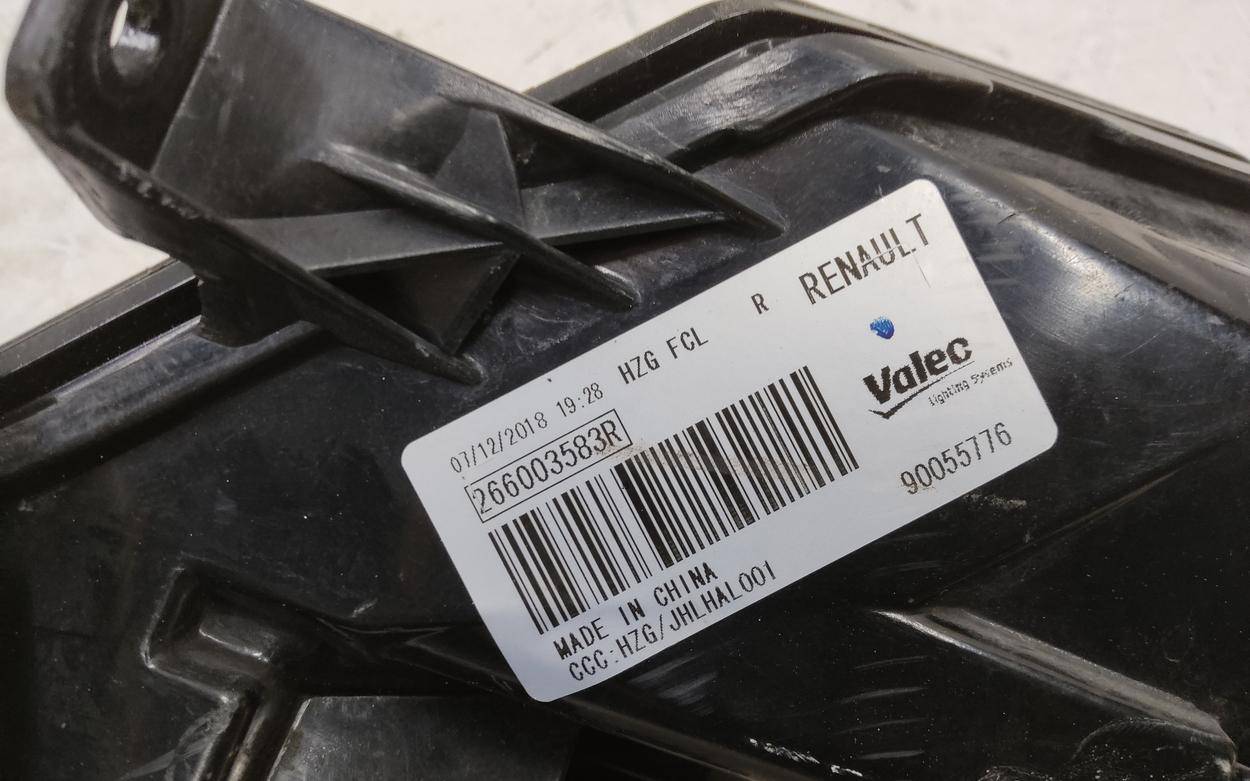 07/12/2018 19:28 HZG FCL R RENAULT
266003583R
Valeo
lighting Systems
90055776
MADE IN CHINA
CCC:HZG/JHLHAL001